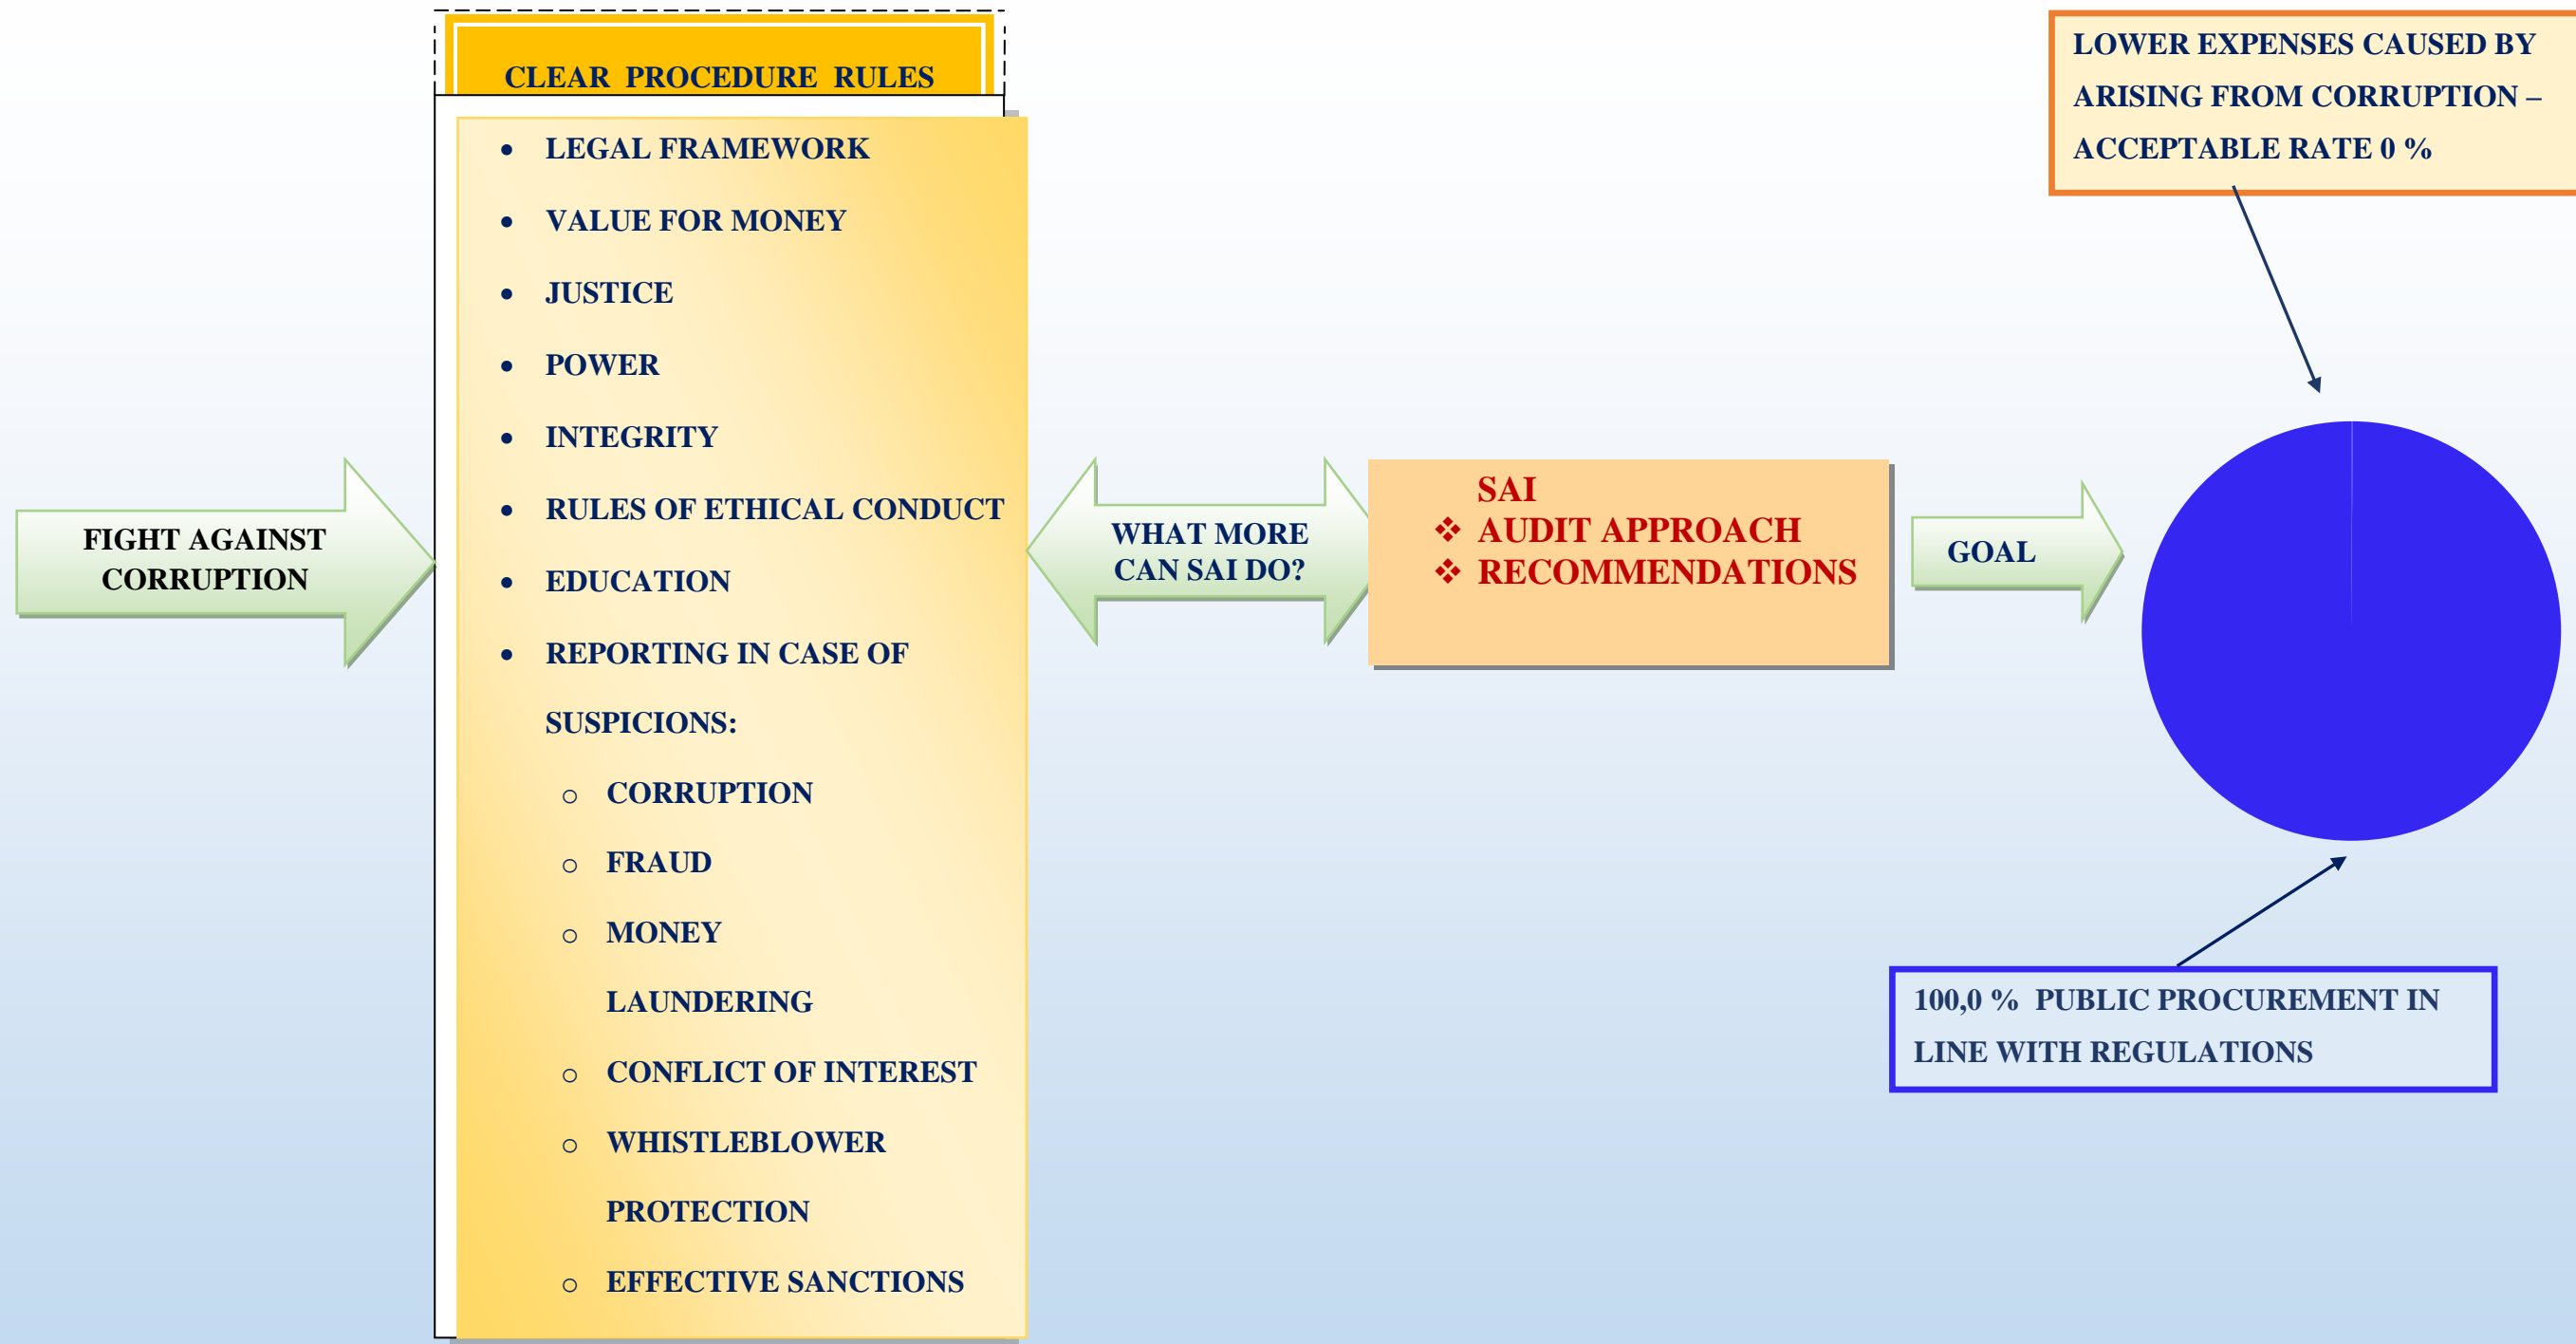 CLEAR PROCEDURE RULES
• LEGAL FRAMEWORK
• VALUE FOR MONEY
• JUSTICE
• POWER
• INTEGRITY
• RULES OF ETHICAL CONDUCT
• EDUCATION
• REPORTING IN CASE OF
SUSPICIONS:
o CORRUPTION
o FRAUD
o MONEY
LAUNDERING
o CONFLICT OF INTEREST
o WHISTLEBLOWER
PROTECTION
o EFFECTIVE SANCTIONS
FIGHT AGAINST
CORRUPTION
WHAT MORE
CAN SAI DO?
SAI
❖ AUDIT APPROACH
❖ RECOMMENDATIONS
GOAL
LOWER EXPENSES CAUSED BY
ARISING FROM CORRUPTION –
ACCEPTABLE RATE 0 %
100,0 % PUBLIC PROCUREMENT IN
LINE WITH REGULATIONS